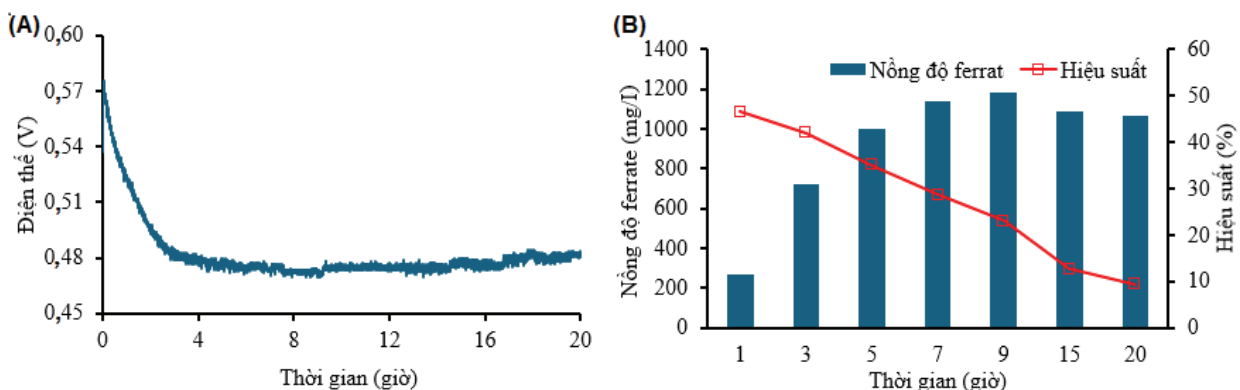 (A)
0,60
0,57
0,54
0,51
0,48
0,45
Điện thế (V)
0 4 8 12 16 20
Thời gian (giờ)
(B)
1400
1200
1000
800
600
400
200
0
Nồng độ ferrate (mg/l)
Nồng độ ferrat Hiệu suất
60
50
40
30
20
10
0
Hiệu suất (%)
1 3 5 7 9 15 20
Thời gian (giờ)